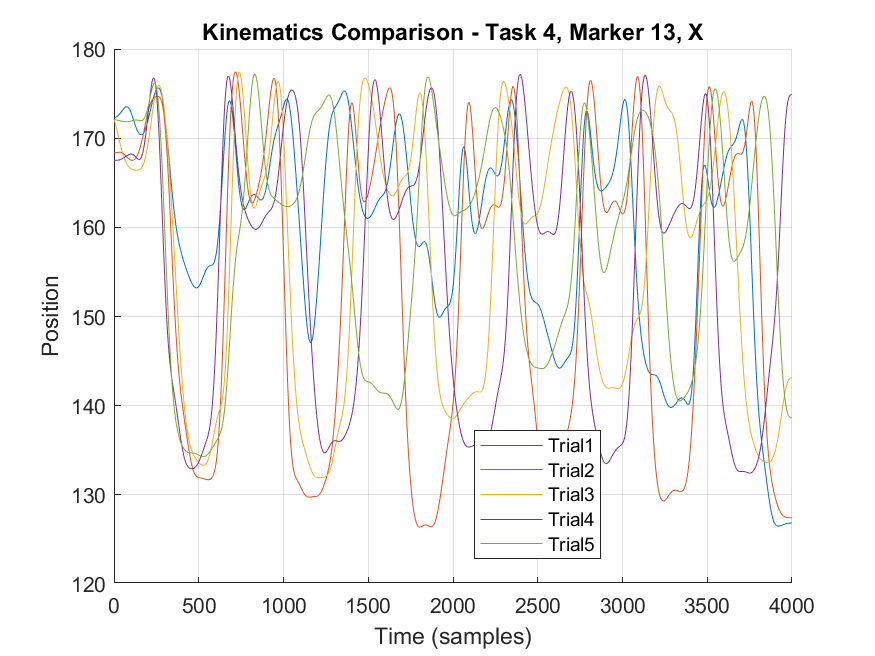 Kinematics Comparison - Task 4, Marker 13, X
180
170
160
150
140
130
120
Position
Trial1
Trial2
Trial3
Trial4
Trial5
0 500 1000 1500 2000 2500 3000 3500 4000
Time (samples)